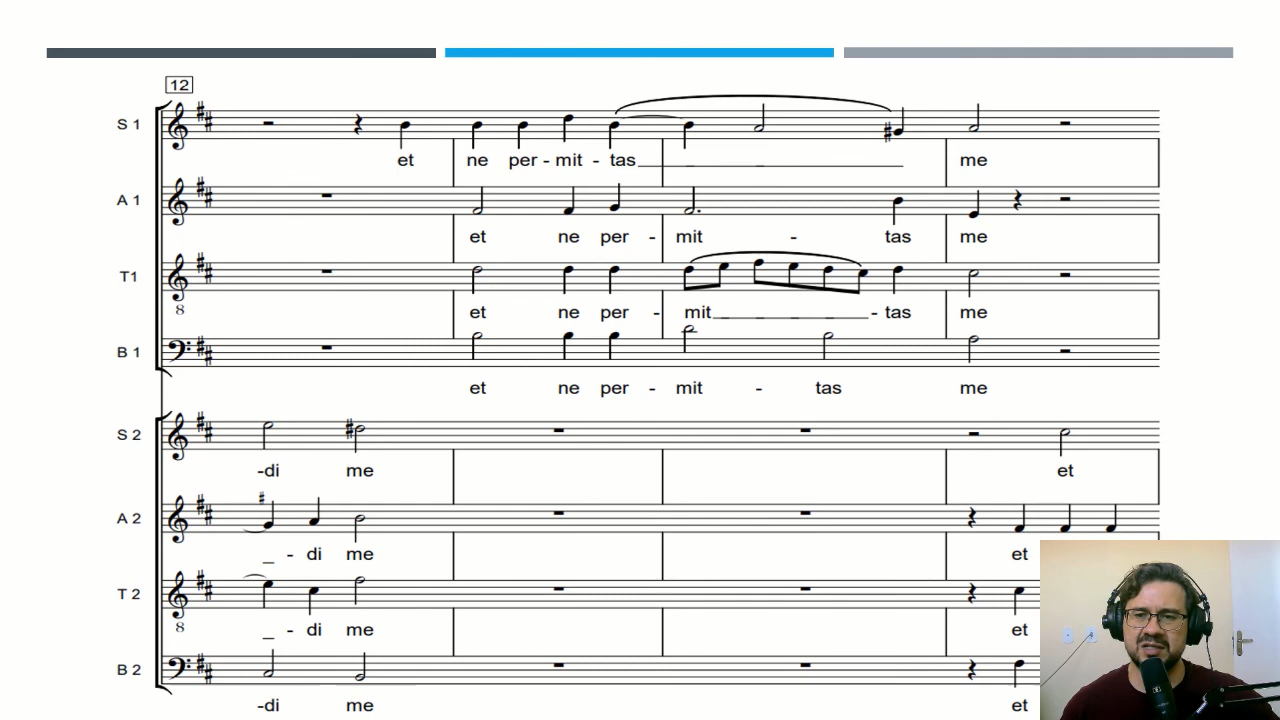 12
S 1
et ne per - mit - tas me
A 1
et ne per - mit - tas me
T1
8
et ne per - mit - tas me
B 1
et ne per - mit - tas me
S 2
-di me et
A 2
- di me et
T 2
8
- di me et
B 2
-di me et